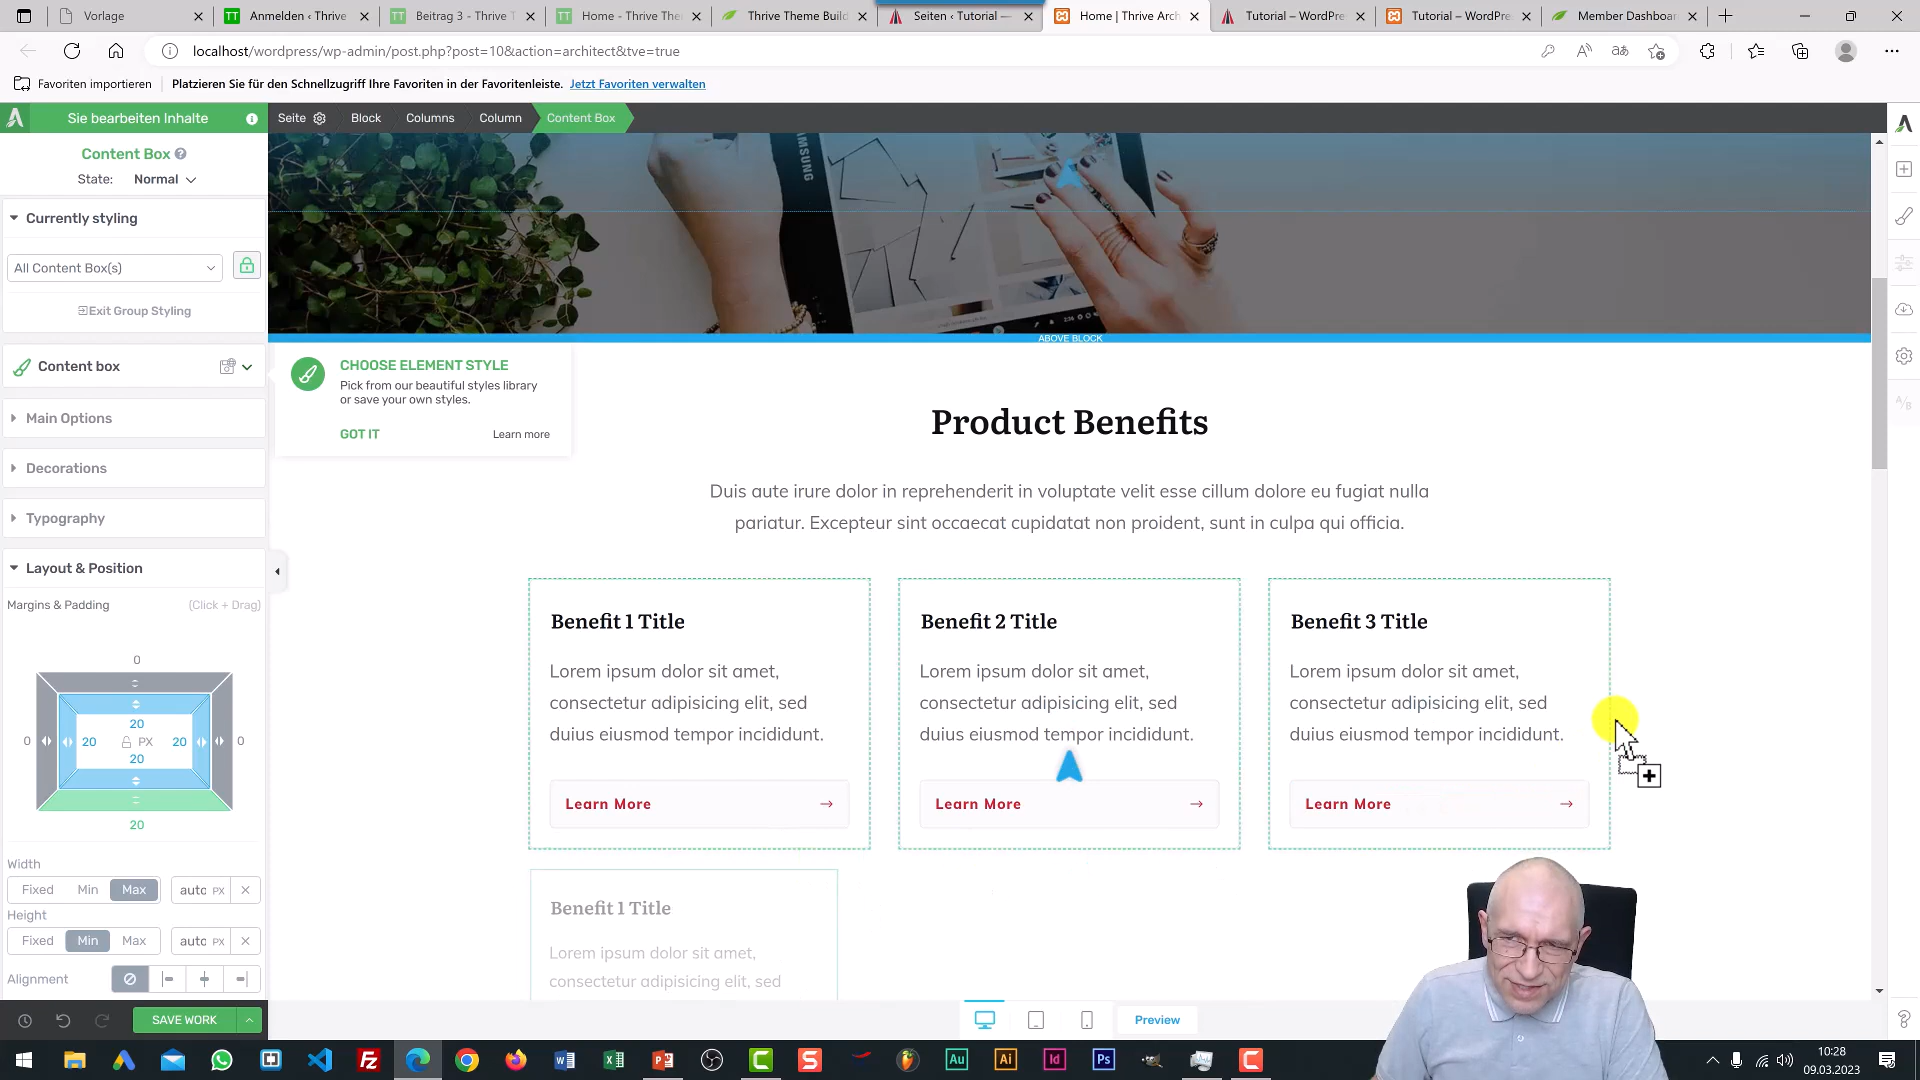 Vorlage
Anmelden ‹ Thrive
Beitrag 3 - Thrive T
Home - Thrive The
Thrive Theme Build
Seiten ‹ Tutorial —
Home | Thrive Arch
Tutorial – WordPre
Tutorial – WordPre
Member Dashboa
localhost/wordpress/wp-admin/post.php?post=10&action=architect&tve=true
Favoriten importieren
Platzieren Sie für den Schnellzugriff Ihre Favoriten in der Favoritenleiste. Jetzt Favoriten verwalten
Sie bearbeiten Inhalte
Seite
Block
Columns
Column
Content Box
Content Box
State: Normal
Currently styling
All Content Box(s)
Exit Group Styling
Content box
Main Options
Decorations
Typography
Layout & Position
Margins & Padding (Click + Drag)
0
20
0 20 PX 20 0
20
20
Width
Fixed Min Max auto PX
Height
Fixed Min Max auto PX
Alignment
SAVE WORK
SAMSUNG
ABOVE BLOCK
CHOOSE ELEMENT STYLE
Pick from our beautiful styles library
or save your own styles.
GOT IT Learn more
Product Benefits
Duis aute irure dolor in reprehenderit in voluptate velit esse cillum dolore eu fugiat nulla
pariatur. Excepteur sint occaecat cupidatat non proident, sunt in culpa qui officia.
Benefit 1 Title
Lorem ipsum dolor sit amet,
consectetur adipisicing elit, sed
duius eiusmod tempor incididunt.
Learn More
Benefit 2 Title
Lorem ipsum dolor sit amet,
consectetur adipisicing elit, sed
duius eiusmod tempor incididunt.
Learn More
Benefit 3 Title
Lorem ipsum dolor sit amet,
consectetur adipisicing elit, sed
duius eiusmod tempor incididunt.
Learn More
Benefit 1 Title
Lorem ipsum dolor sit amet,
consectetur adipisicing elit, sed
Preview
A/B
Au
Ai
Id
Ps
10:28
09.03.2023